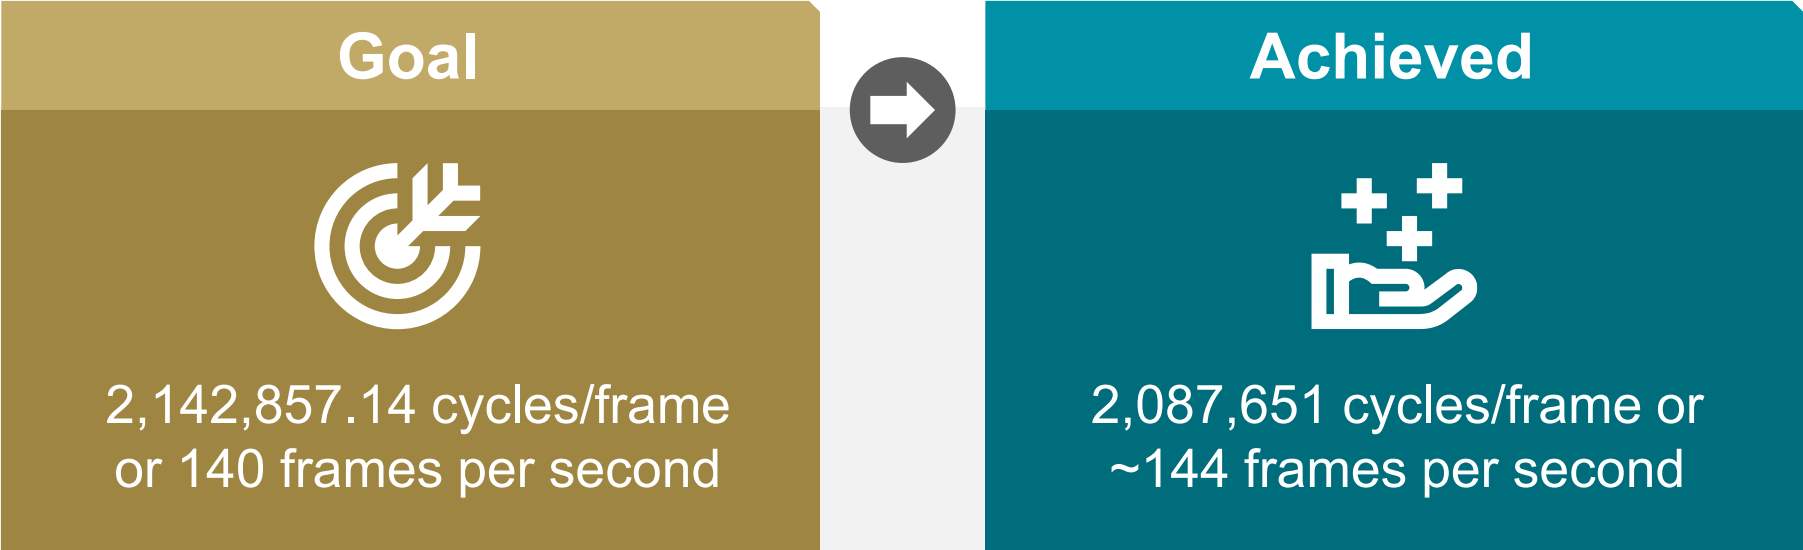 Goal
2,142,857.14 cycles/frame
or 140 frames per second
Achieved
2,087,651 cycles/frame or
~144 frames per second